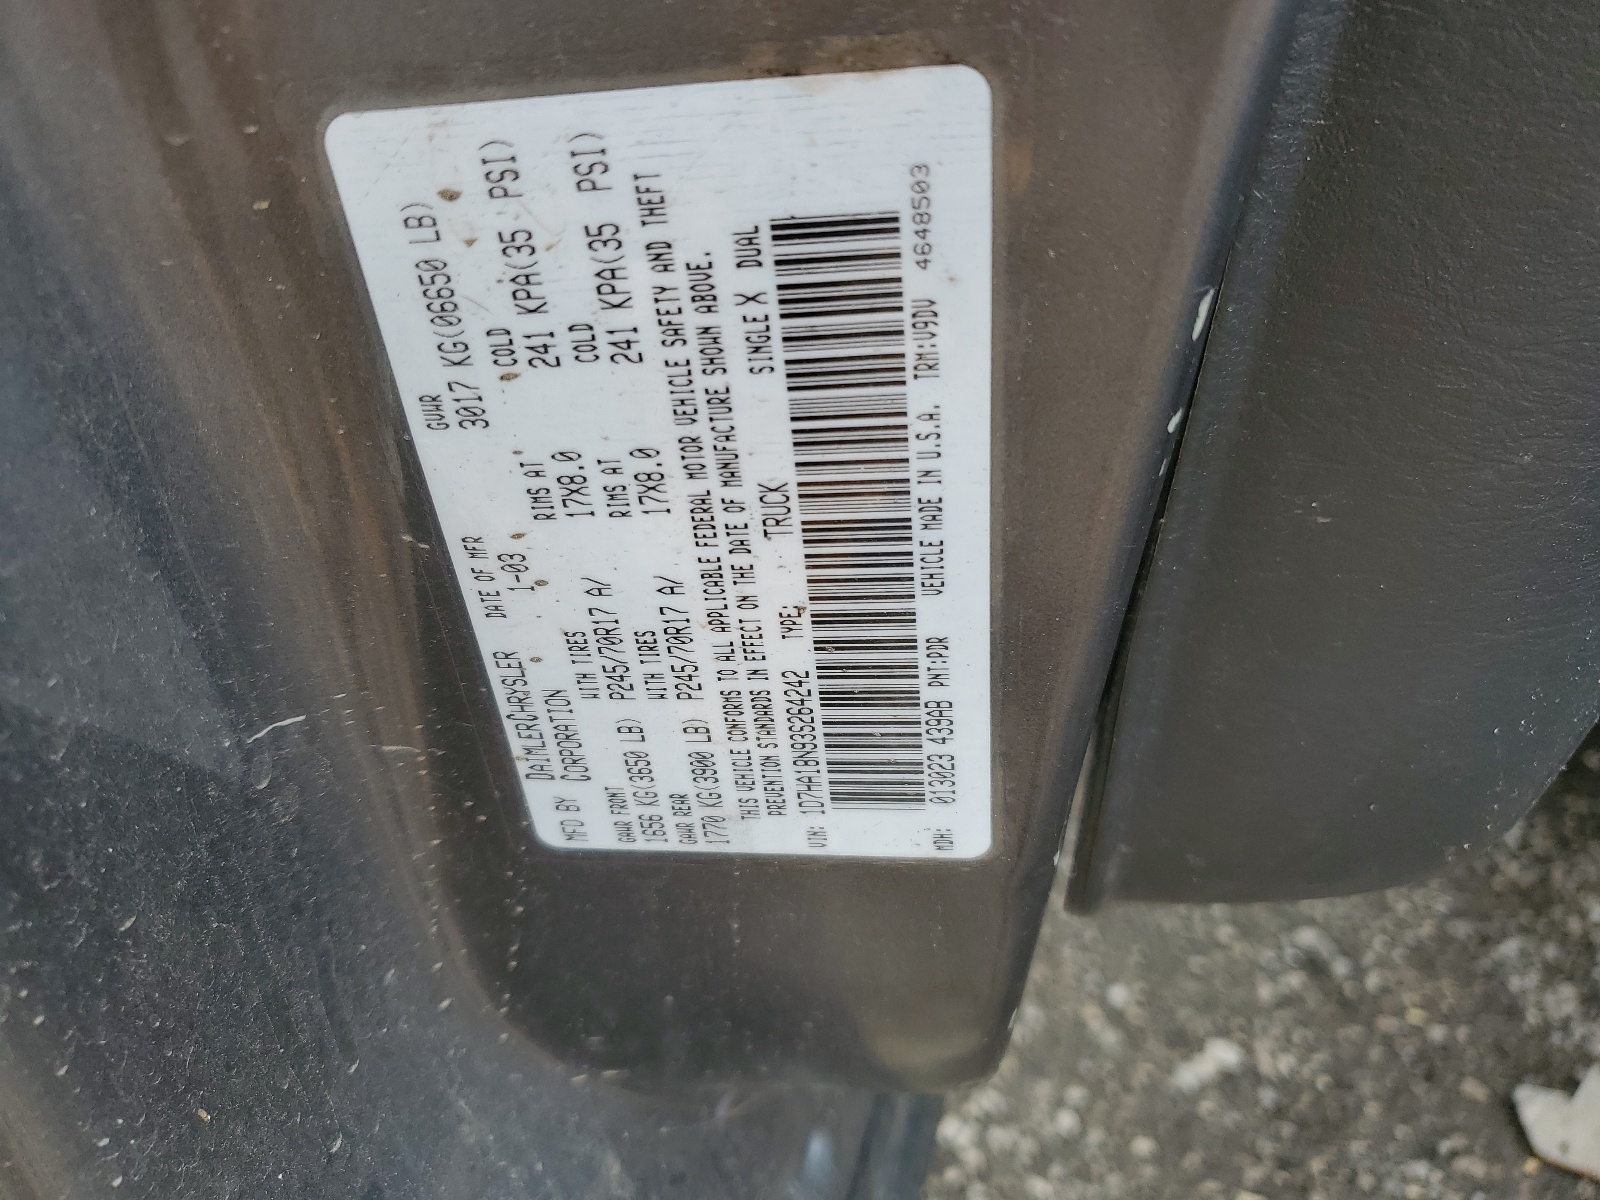 MFD BY DAIMLERCHRYSLER CORPORATION DATE OF MFR 1-03 GVWR 3017 KG(06650 LB)
GAWR FRONT WITH TIRES RIMS AT COLD
1656 KG(3650 LB) P245/70R17 A/ 17X8.0 241 KPA(35 PSI)
GAWR REAR WITH TIRES RIMS AT COLD
1770 KG(3900 LB) P245/70R17 A/ 17X8.0 241 KPA(35 PSI)
THIS VEHICLE CONFORMS TO ALL APPLICABLE FEDERAL MOTOR VEHICLE SAFETY AND THEFT
PREVENTION STANDARDS IN EFFECT ON THE DATE OF MANUFACTURE SHOWN ABOVE.
VIN: 1D7HA18N93S264242 TYPE: TRUCK SINGLE X DUAL
MDH: 013023 439AB PNT:PDR VEHICLE MADE IN U.S.A. TRM:V9DV 4648503